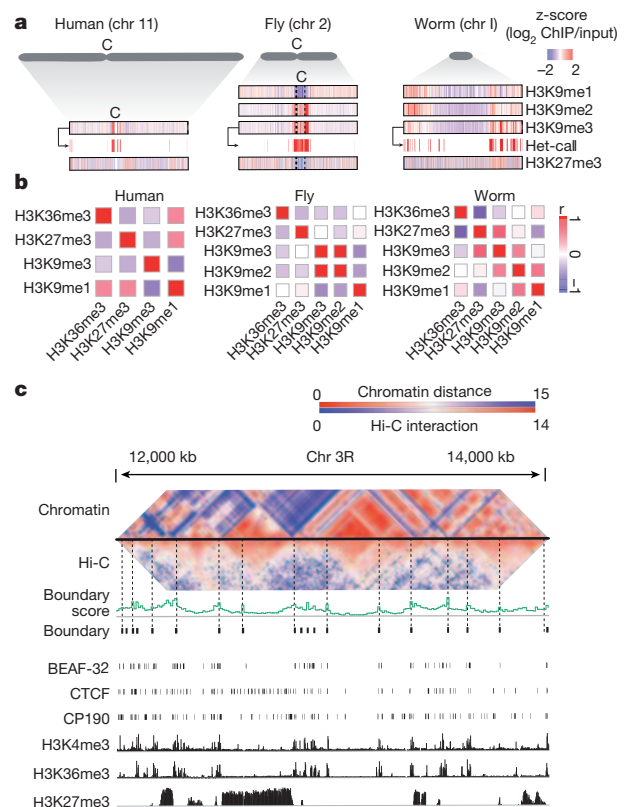 a
Human (chr 11)
Fly (chr 2)
Worm (chr I)
z-score
(log2 ChIP/input)
−2 2
C
C
C
C
H3K9me1
H3K9me2
H3K9me3
Het-call
H3K27me3
b
Human
H3K36me3
H3K27me3
H3K9me3
H3K9me1
H3K36me3
H3K27me3
H3K9me3
H3K9me1
Fly
H3K36me3
H3K27me3
H3K9me3
H3K9me2
H3K9me1
H3K36me3
H3K27me3
H3K9me3
H3K9me2
H3K9me1
Worm
H3K36me3
H3K27me3
H3K9me3
H3K9me2
H3K9me1
H3K36me3
H3K27me3
H3K9me3
H3K9me2
H3K9me1
r
1
−1
c
0 Chromatin distance 15
0 Hi-C interaction 14
12,000 kb Chr 3R 14,000 kb
Chromatin
Hi-C
Boundary
score
Boundary
BEAF-32
CTCF
CP190
H3K4me3
H3K36me3
H3K27me3